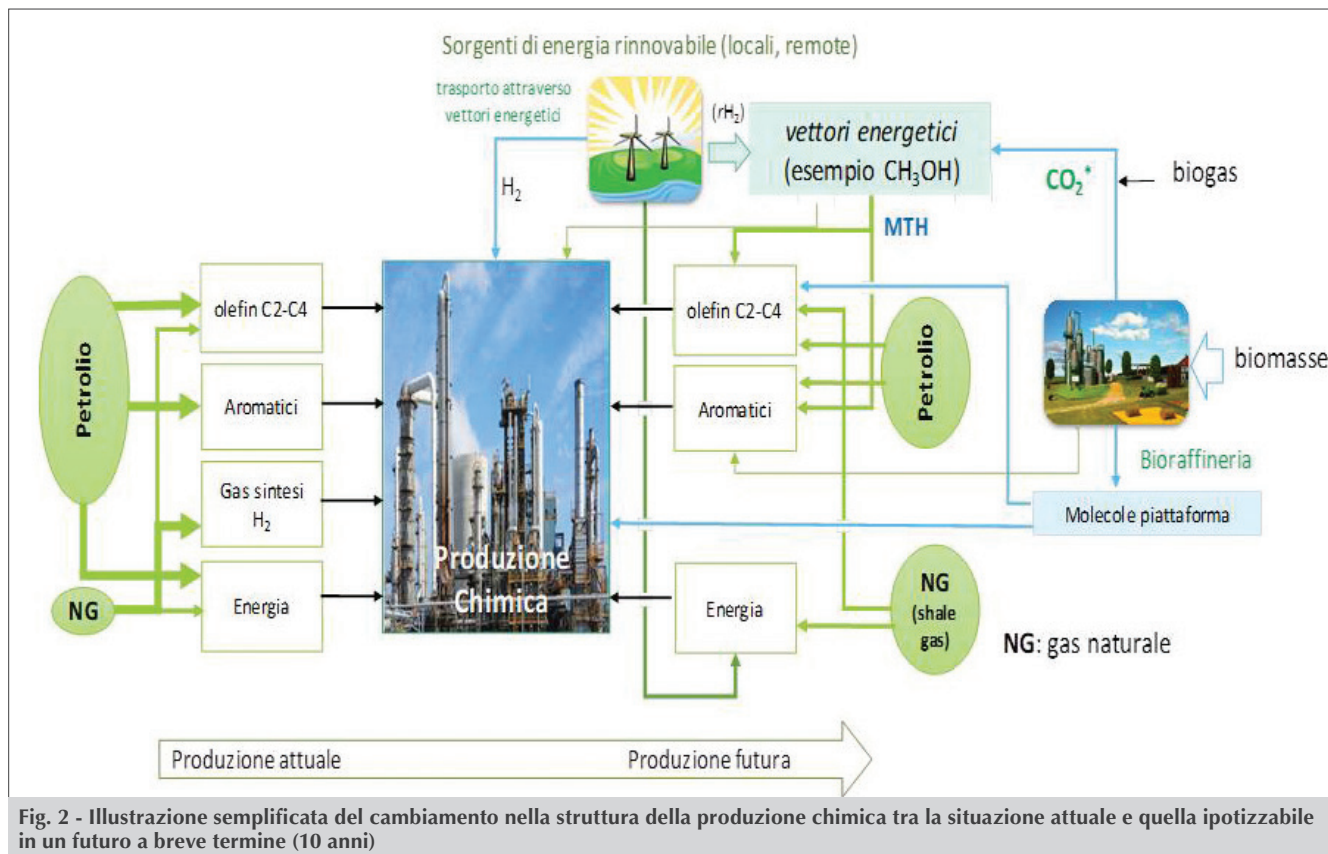 Sorgenti di energia rinnovabile (locali, remote)
trasporto attraverso
vettori energetici
(rH₂)
vettori energetici
(esempio CH₃OH)
H₂
CO₂*
biogas
MTH
Petrolio
olefin C2-C4
olefin C2-C4
Petrolio
biomasse
Aromatici
Aromatici
Bioraffineria
Gas sintesi
H₂
Molecole piattaforma
Produzione
Chimica
NG
Energia
Energia
NG
(shale
gas)
NG: gas naturale
Produzione attuale
Produzione futura
Fig. 2 - Illustrazione semplificata del cambiamento nella struttura della produzione chimica tra la situazione attuale e quella ipotizzabile
in un futuro a breve termine (10 anni)